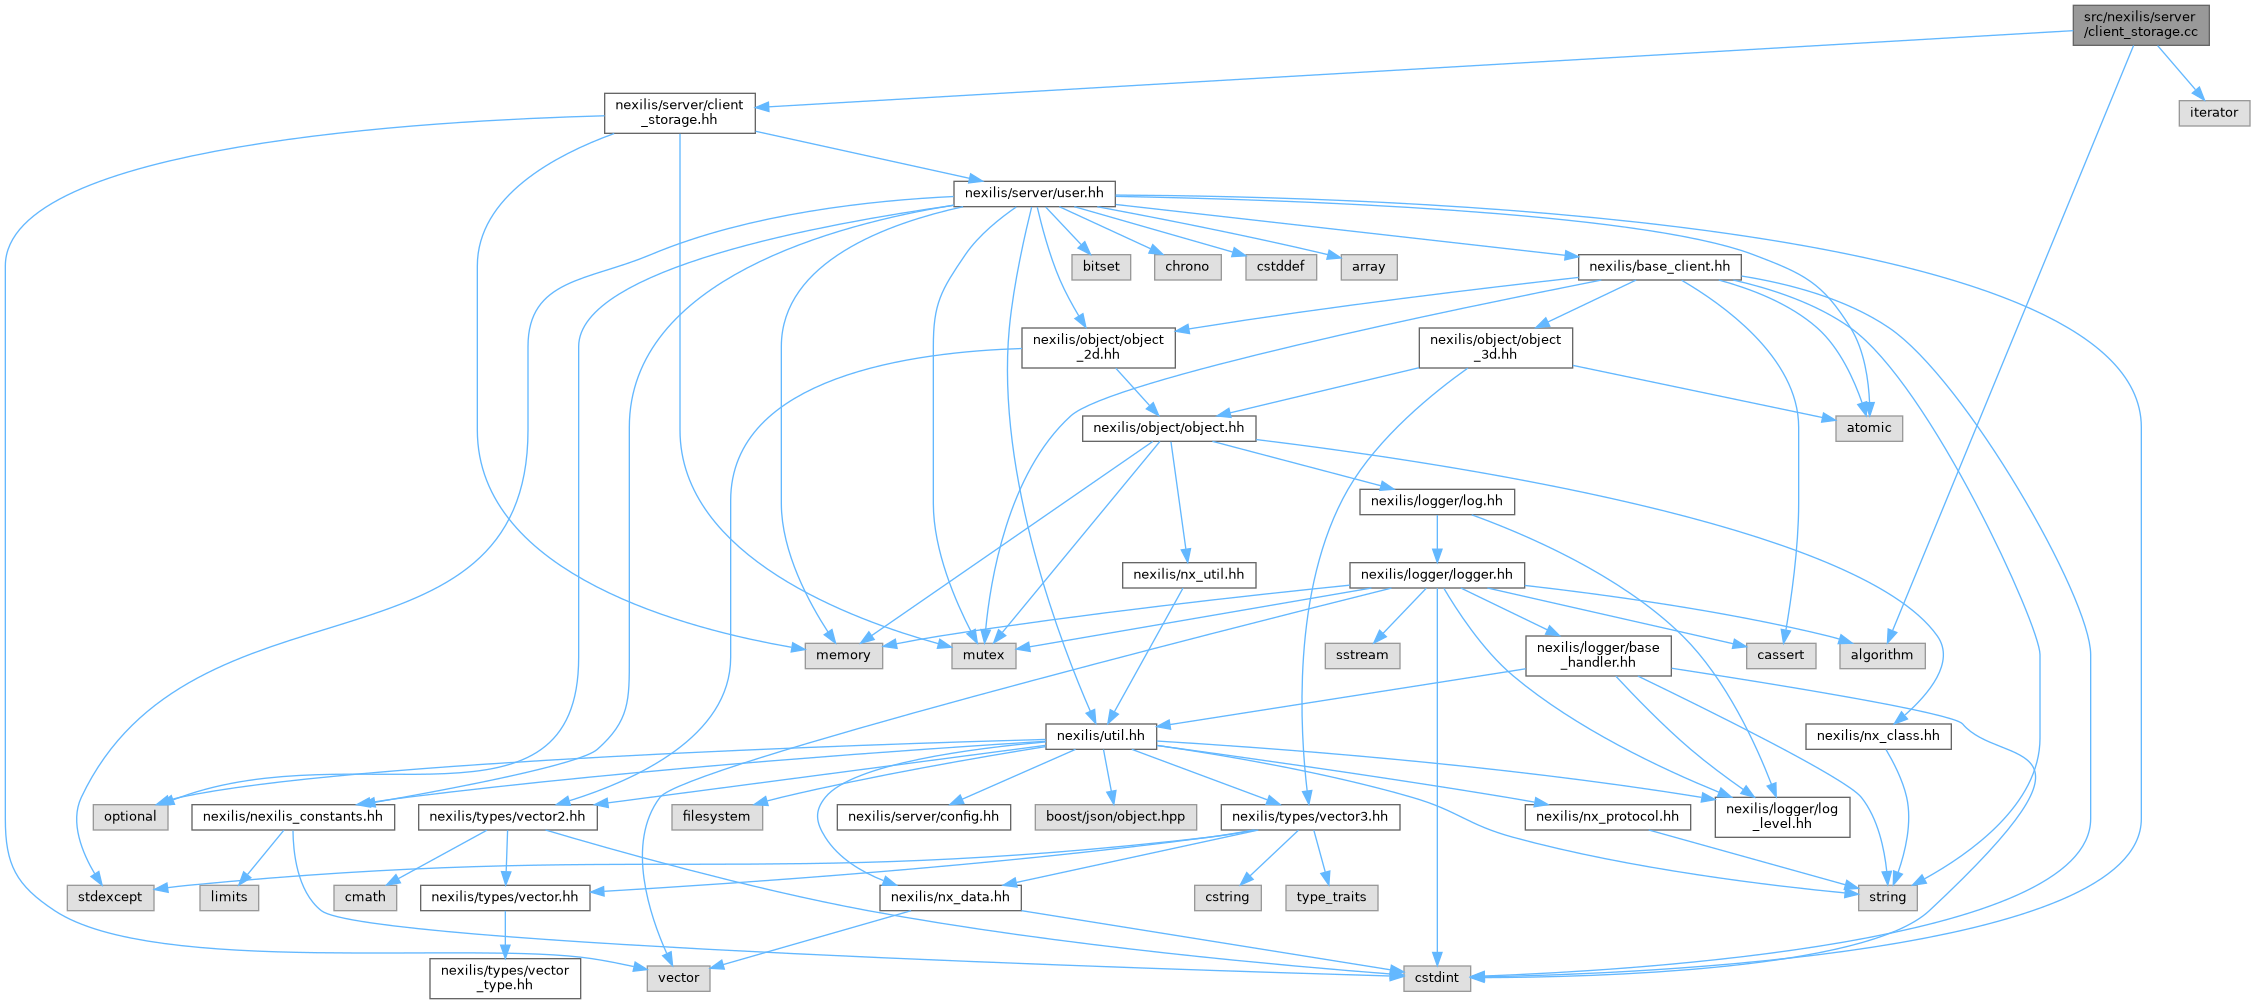 src/nexilis/server
/client_storage.cc
nexilis/server/client
_storage.hh
iterator
nexilis/server/user.hh
bitset
chrono
cstddef
array
nexilis/base_client.hh
nexilis/object/object
_2d.hh
nexilis/object/object
_3d.hh
nexilis/object/object.hh
atomic
nexilis/logger/log.hh
nexilis/nx_util.hh
nexilis/logger/logger.hh
memory
mutex
sstream
nexilis/logger/base
_handler.hh
cassert
algorithm
nexilis/util.hh
nexilis/nx_class.hh
optional
nexilis/nexilis_constants.hh
nexilis/types/vector2.hh
filesystem
nexilis/server/config.hh
boost/json/object.hpp
nexilis/types/vector3.hh
nexilis/nx_protocol.hh
nexilis/logger/log
_level.hh
stdexcept
limits
cmath
nexilis/types/vector.hh
nexilis/nx_data.hh
cstring
type_traits
string
nexilis/types/vector
_type.hh
vector
cstdint